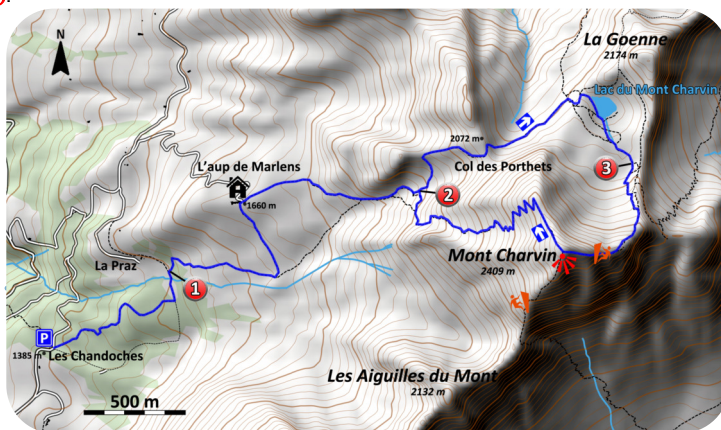 N
La Goenne
2174 m
Lac du Mont Charvin
2072 m
Col des Porthets
3
L'aup de Marlens
1660 m
2
Mont Charvin
2409 m
La Praz
1
P
1385 m
Les Chandoches
Les Aiguilles du Mont
2132 m
500 m